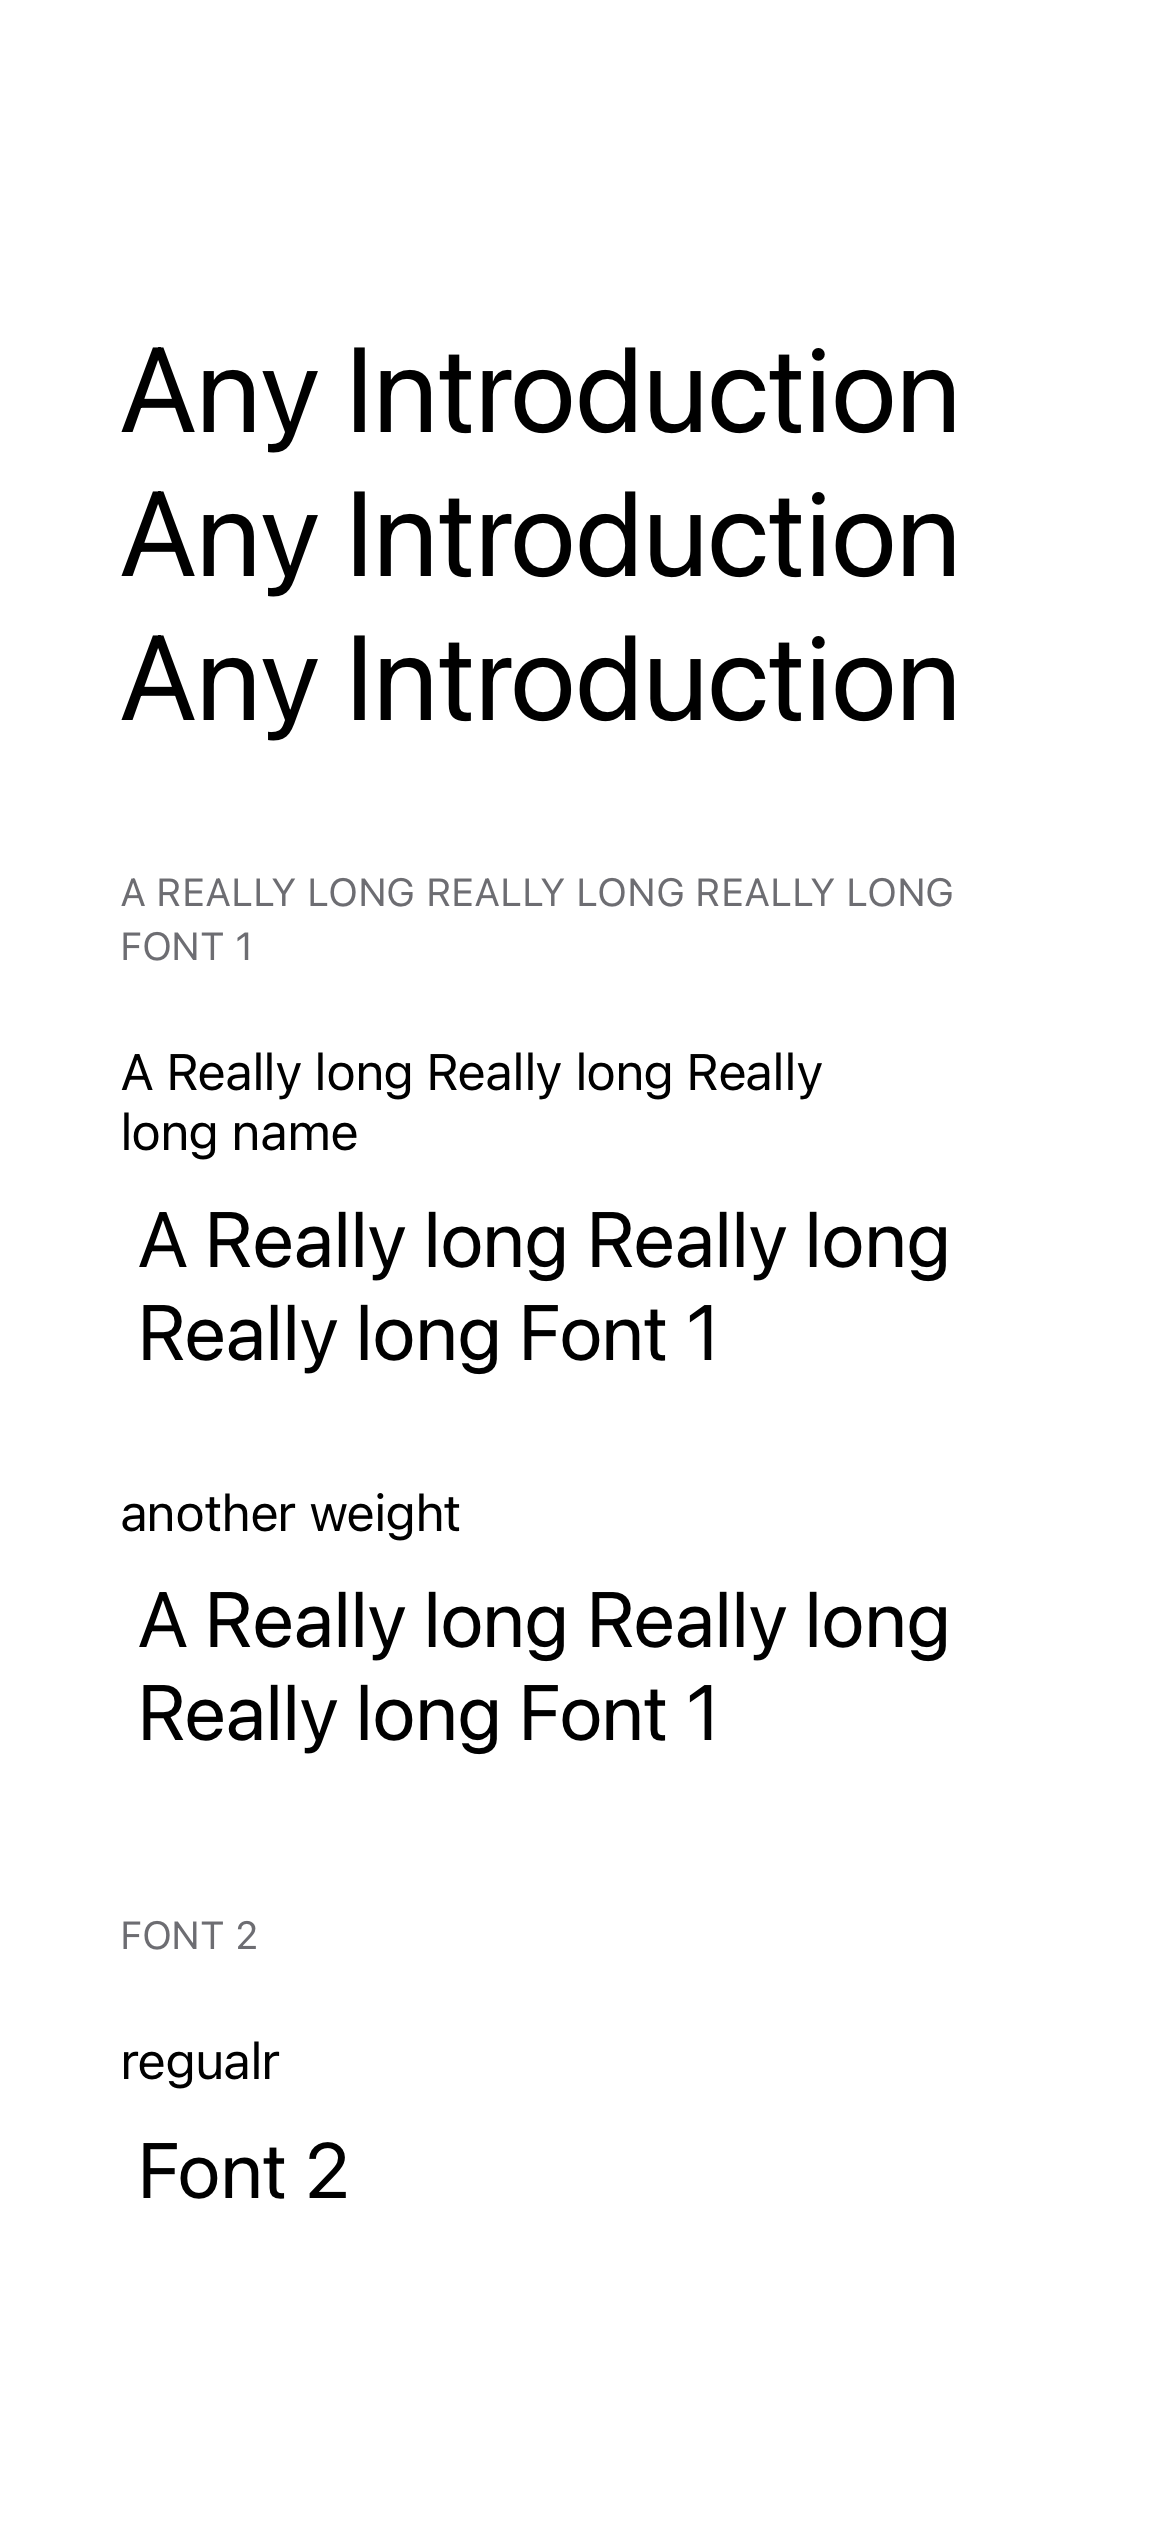 Any Introduction
Any Introduction
Any Introduction
A REALLY LONG REALLY LONG REALLY LONG
FONT 1
A Really long Really long Really
long name
A Really long Really long
Really long Font 1
another weight
A Really long Really long
Really long Font 1
FONT 2
regualr
Font 2